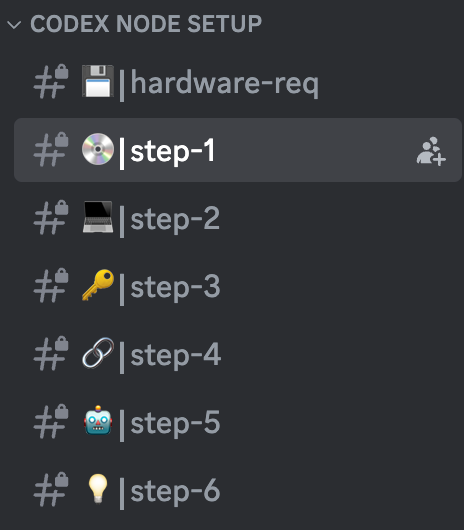 CODEX NODE SETUP
# 💾|hardware-req
# 💿|step-1
# 💻|step-2
# 🔑|step-3
# 🔗|step-4
# 🤖|step-5
# 💡|step-6